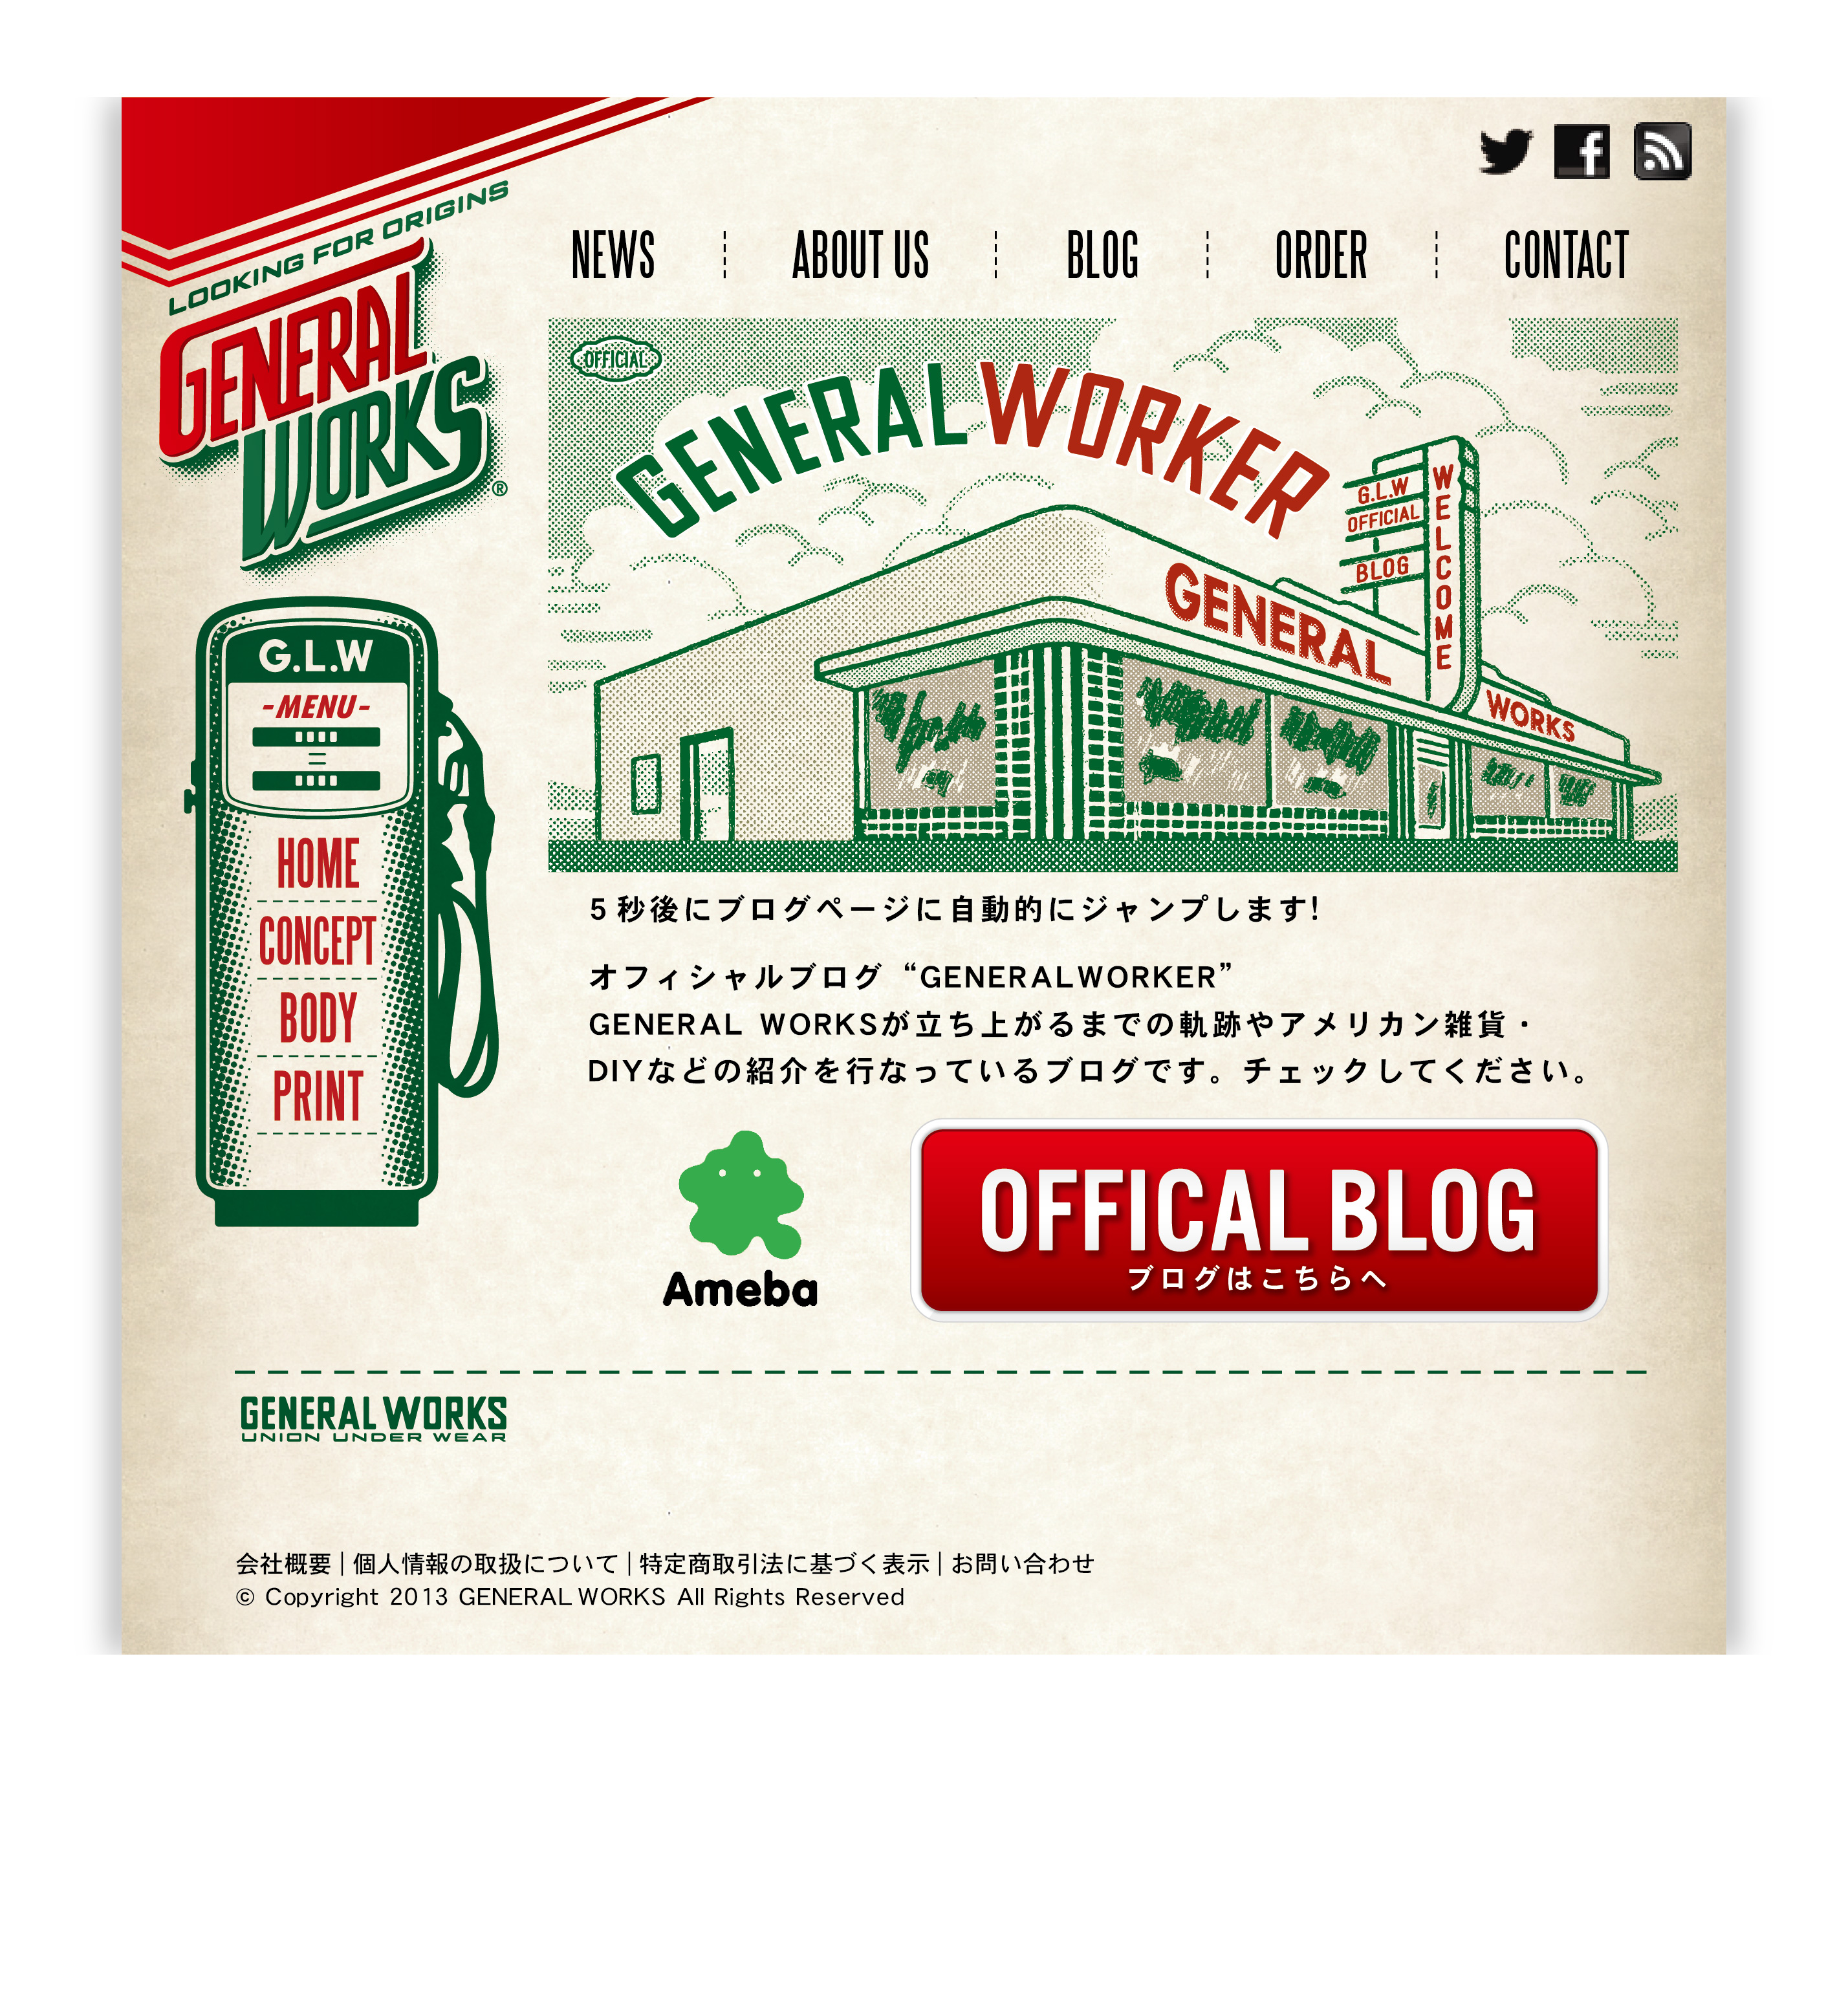 LOOKING FOR ORIGINS
GENERAL
WORKS
®
NEWS
ABOUT US
BLOG
ORDER
CONTACT
OFFICIAL
GENERALWORKER
G.L.W
OFFICIAL
BLOG
WELCOME
GENERAL
WORKS
G.L.W
-MENU-
HOME
CONCEPT
BODY
PRINT
5秒後にブログページに自動的にジャンプします!
オフィシャルブログ “GENERALWORKER”
GENERAL WORKSが立ち上がるまでの軌跡やアメリカン雑貨・
DIYなどの紹介を行なっているブログです。チェックしてください。
Ameba
OFFICAL BLOG
ブログはこちらへ
GENERAL WORKS
UNION UNDER WEAR
会社概要｜個人情報の取扱について｜特定商取引法に基づく表示｜お問い合わせ
© Copyright 2013 GENERAL WORKS All Rights Reserved